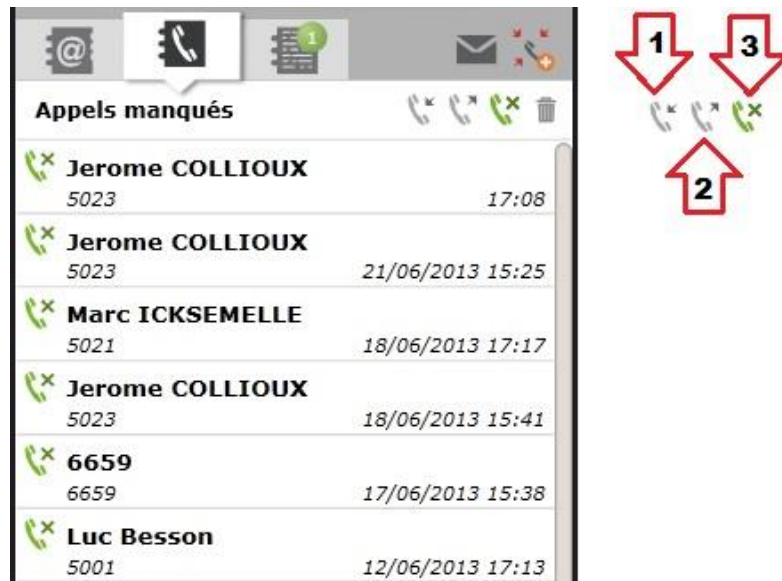 @ 1
1 3
Appels manqués
2
Jerome COLLIOUX
5023 17:08
Jerome COLLIOUX
5023 21/06/2013 15:25
Marc ICKSEMELLE
5021 18/06/2013 17:17
Jerome COLLIOUX
5023 18/06/2013 15:41
6659
6659 17/06/2013 15:38
Luc Besson
5001 12/06/2013 17:13